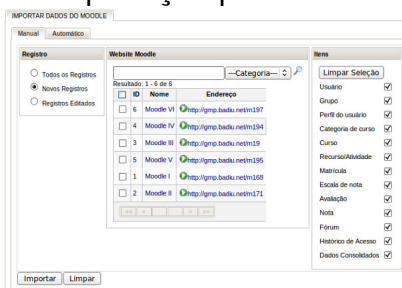 IMPORTAR DADOS DO MOODLE
Manual Automático
Registro
Todos os Registros
Novos Registros
Registros Editados
Website Moodle
---Categoria---
Resultado: 1 - 6 de 6
ID Nome Endereço
6 Moodle VI http://gmp.badiu.net/m197
4 Moodle IV http://gmp.badiu.net/m194
3 Moodle III http://gmp.badiu.net/m19
5 Moodle V http://gmp.badiu.net/m195
1 Moodle I http://gmp.badiu.net/m168
2 Moodle II http://gmp.badiu.net/m171
<< < > >>
Itens
Limpar Seleção
Usuário
Grupo
Perfil do usuário
Categoria de curso
Curso
Recurso/Atividade
Matrícula
Escala de nota
Avaliação
Nota
Fórum
Histórico de Acesso
Dados Consolidados
Importar Limpar